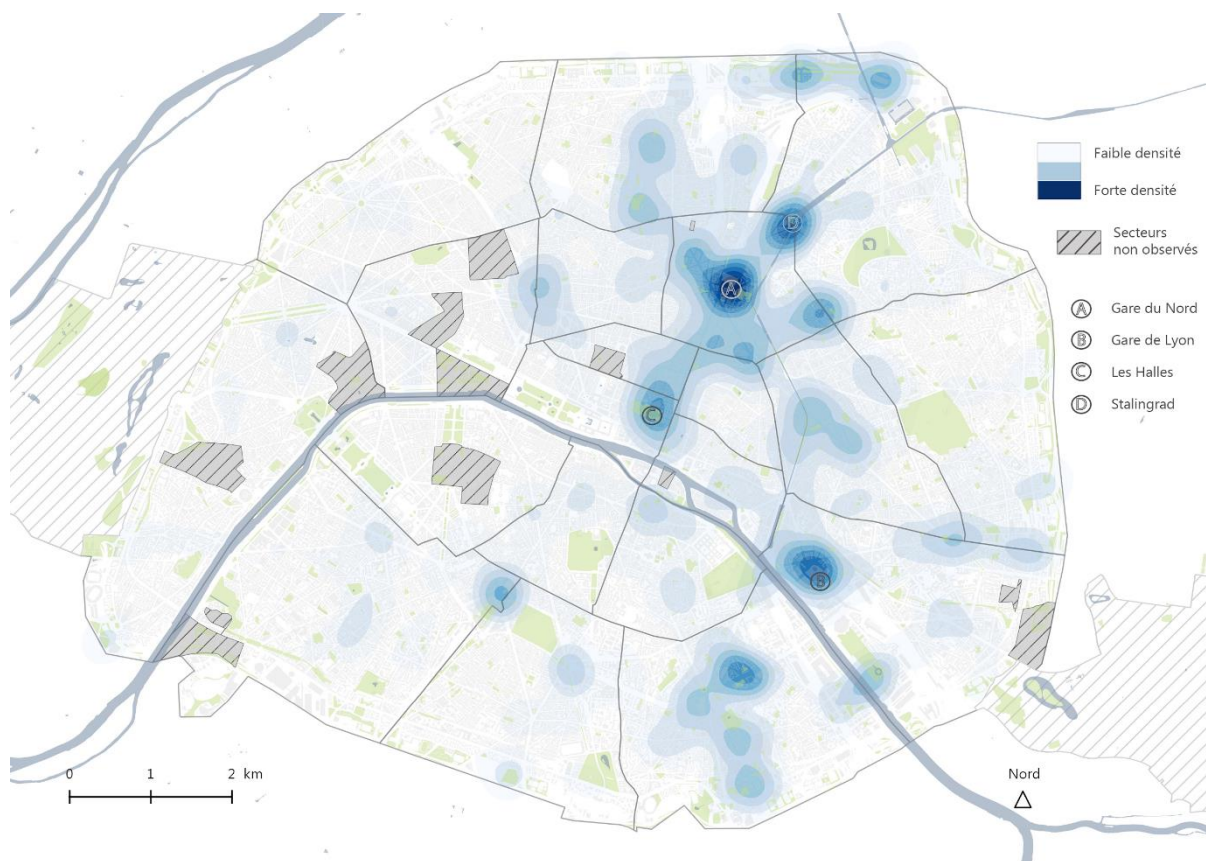 Faible densité
Forte densité
Secteurs
non observés
A Gare du Nord
B Gare de Lyon
C Les Halles
D Stalingrad
D
A
C
B
0 1 2 km
Nord